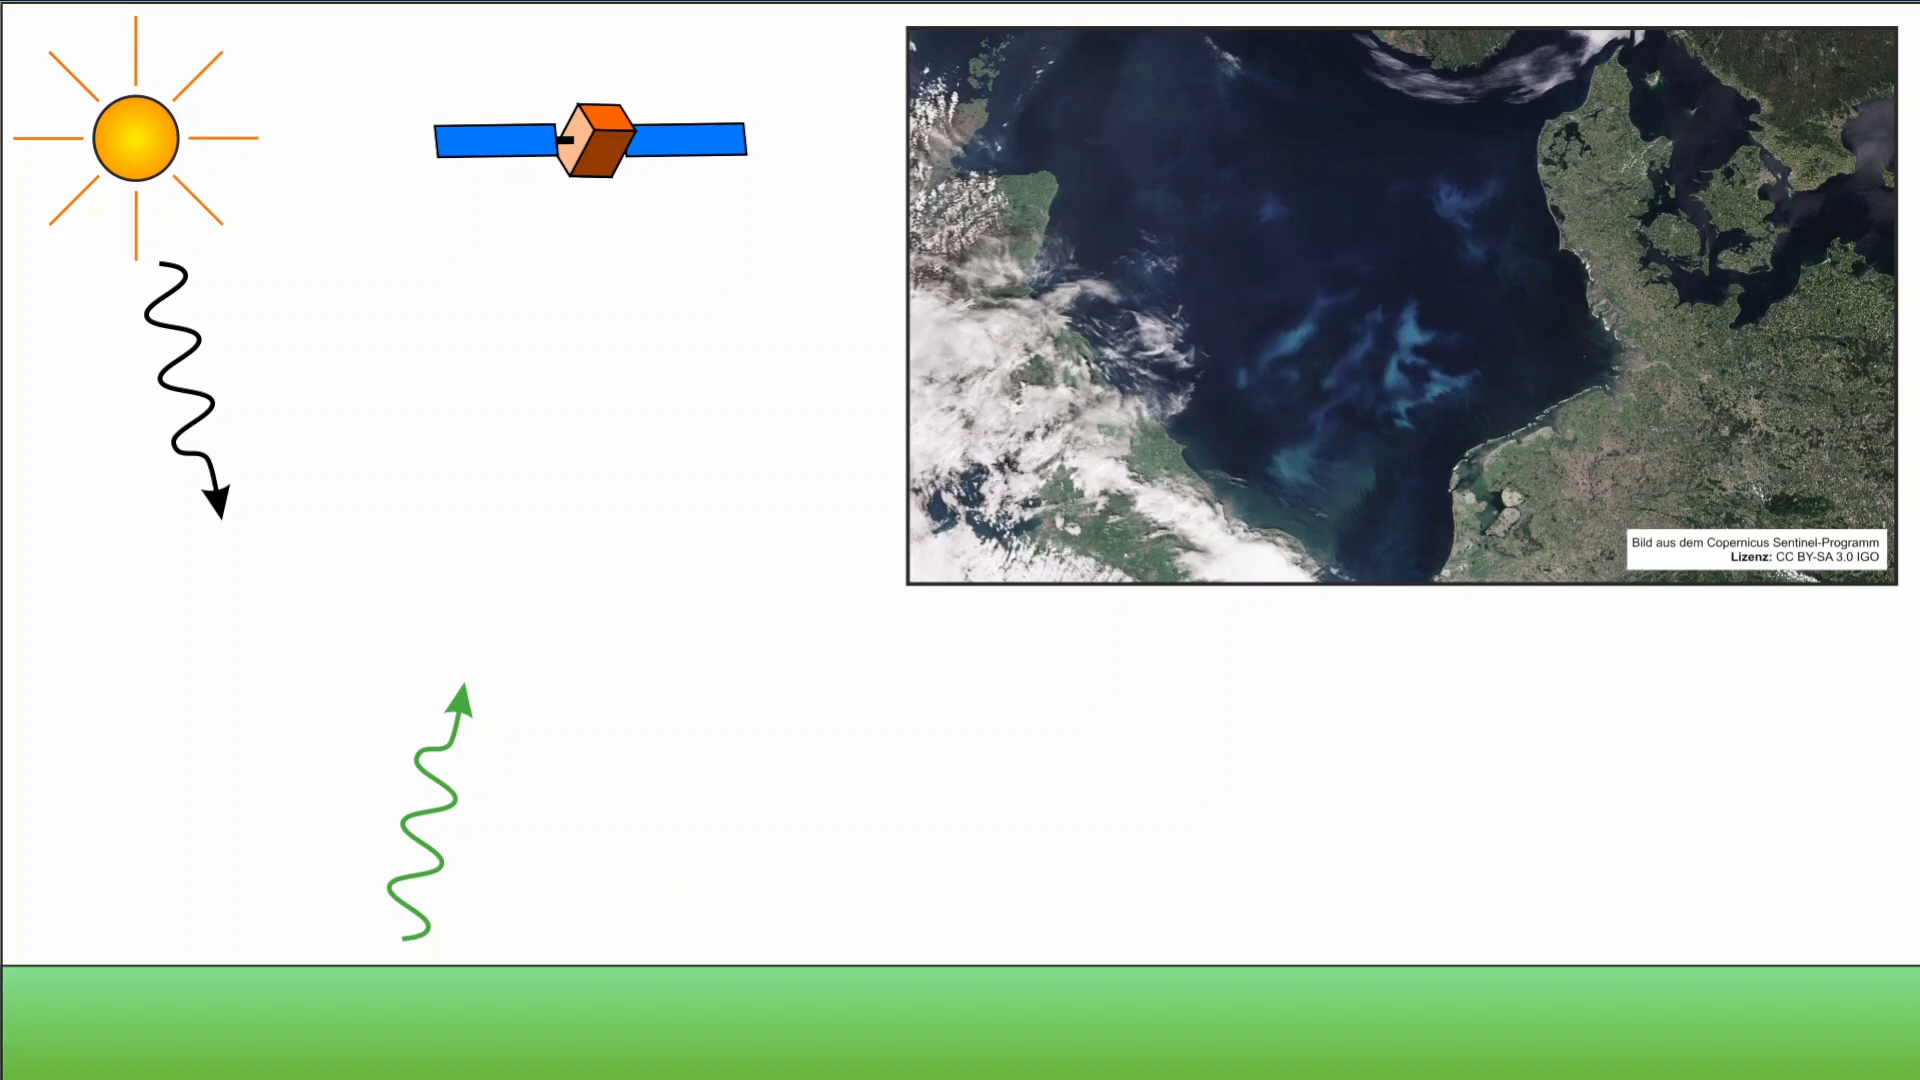 Bild aus dem Copernicus Sentinel-Programm
Lizenz: CC BY-SA 3.0 IGO